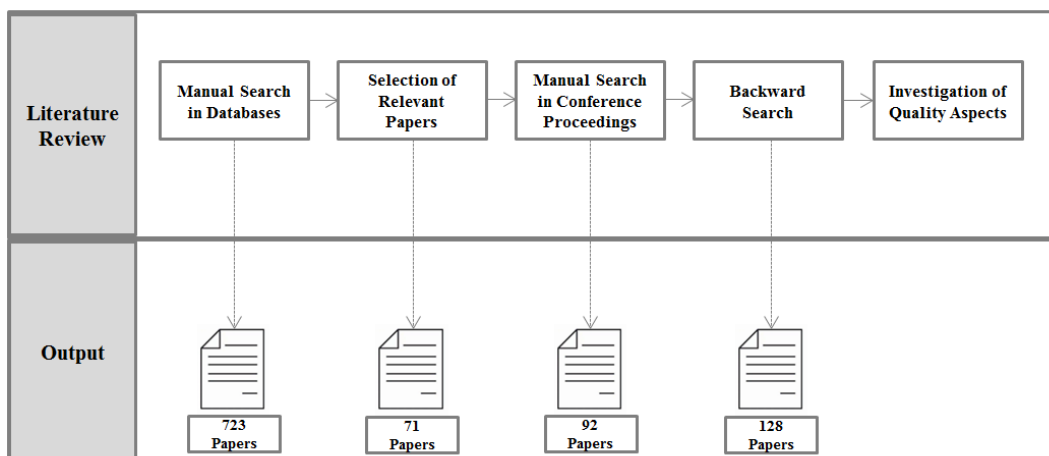 Literature
Review
Manual Search
in Databases
Selection of
Relevant
Papers
Manual Search
in Conference
Proceedings
Backward
Search
Investigation of
Quality Aspects
Output
723
Papers
71
Papers
92
Papers
128
Papers